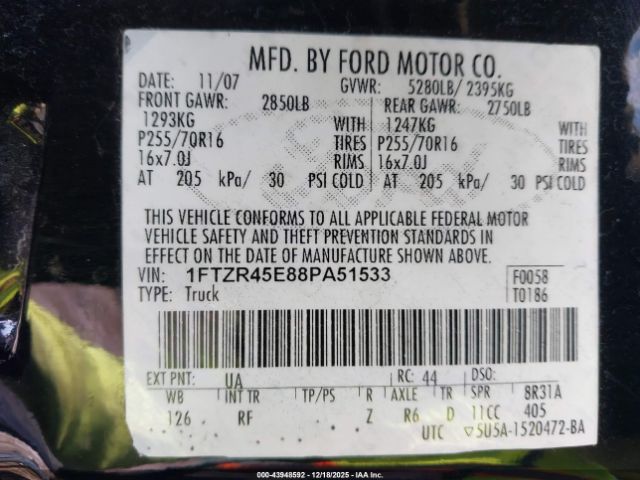 MFD. BY FORD MOTOR CO.
DATE: 11/07 GVWR: 5280LB/ 2395KG
FRONT GAWR: 2850LB REAR GAWR: 2750LB
1293KG WITH 1247KG WITH
P255/70R16 TIRES P255/70R16 TIRES
16x7.0J RIMS 16x7.0J RIMS
AT 205 kPa/ 30 PSI COLD AT 205 kPa/ 30 PSI COLD
THIS VEHICLE CONFORMS TO ALL APPLICABLE FEDERAL MOTOR
VEHICLE SAFETY AND THEFT PREVENTION STANDARDS IN
EFFECT ON THE DATE OF MANUFACTURE SHOWN ABOVE.
VIN: 1FTZR45E88PA51533 F0058
TYPE: Truck T0186
EXT PNT: UA RC: 44 DSO:
WB INT TR TP/PS R AXLE TR SPR 8R31A
126 RF Z R6 D 11CC 405
UTC ▽5U5A-1520472-BA
© IAA - Stock #: 43948592 - 12/18/2025 - www.iaai.com